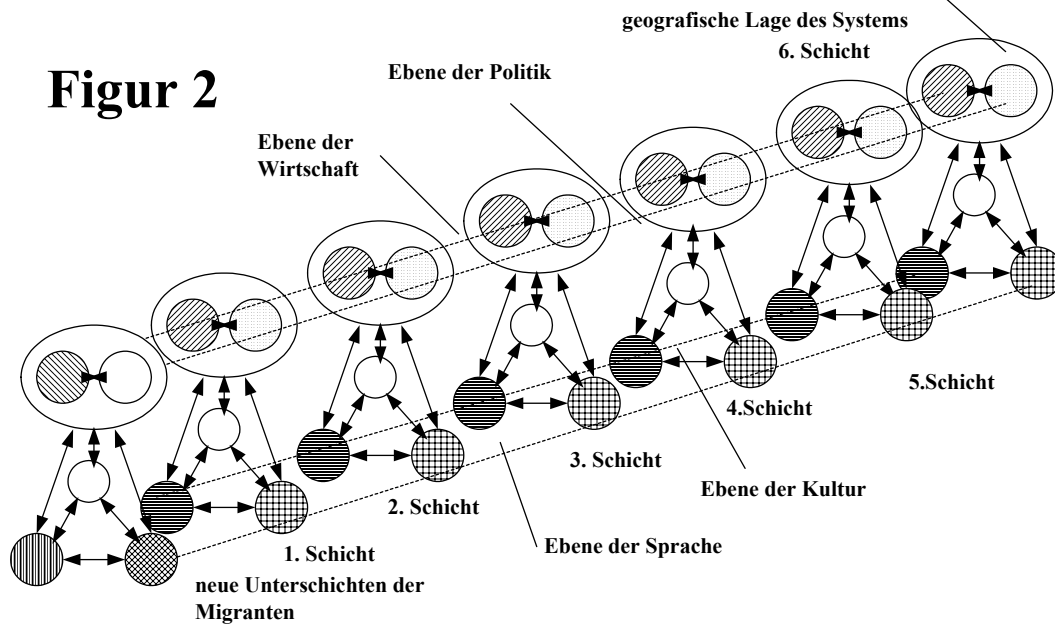 geografische Lage des Systems
6. Schicht
Figur 2
Ebene der Politik
Ebene der
Wirtschaft
5.Schicht
4.Schicht
3. Schicht
Ebene der Kultur
2. Schicht
Ebene der Sprache
1. Schicht
neue Unterschichten der
Migranten